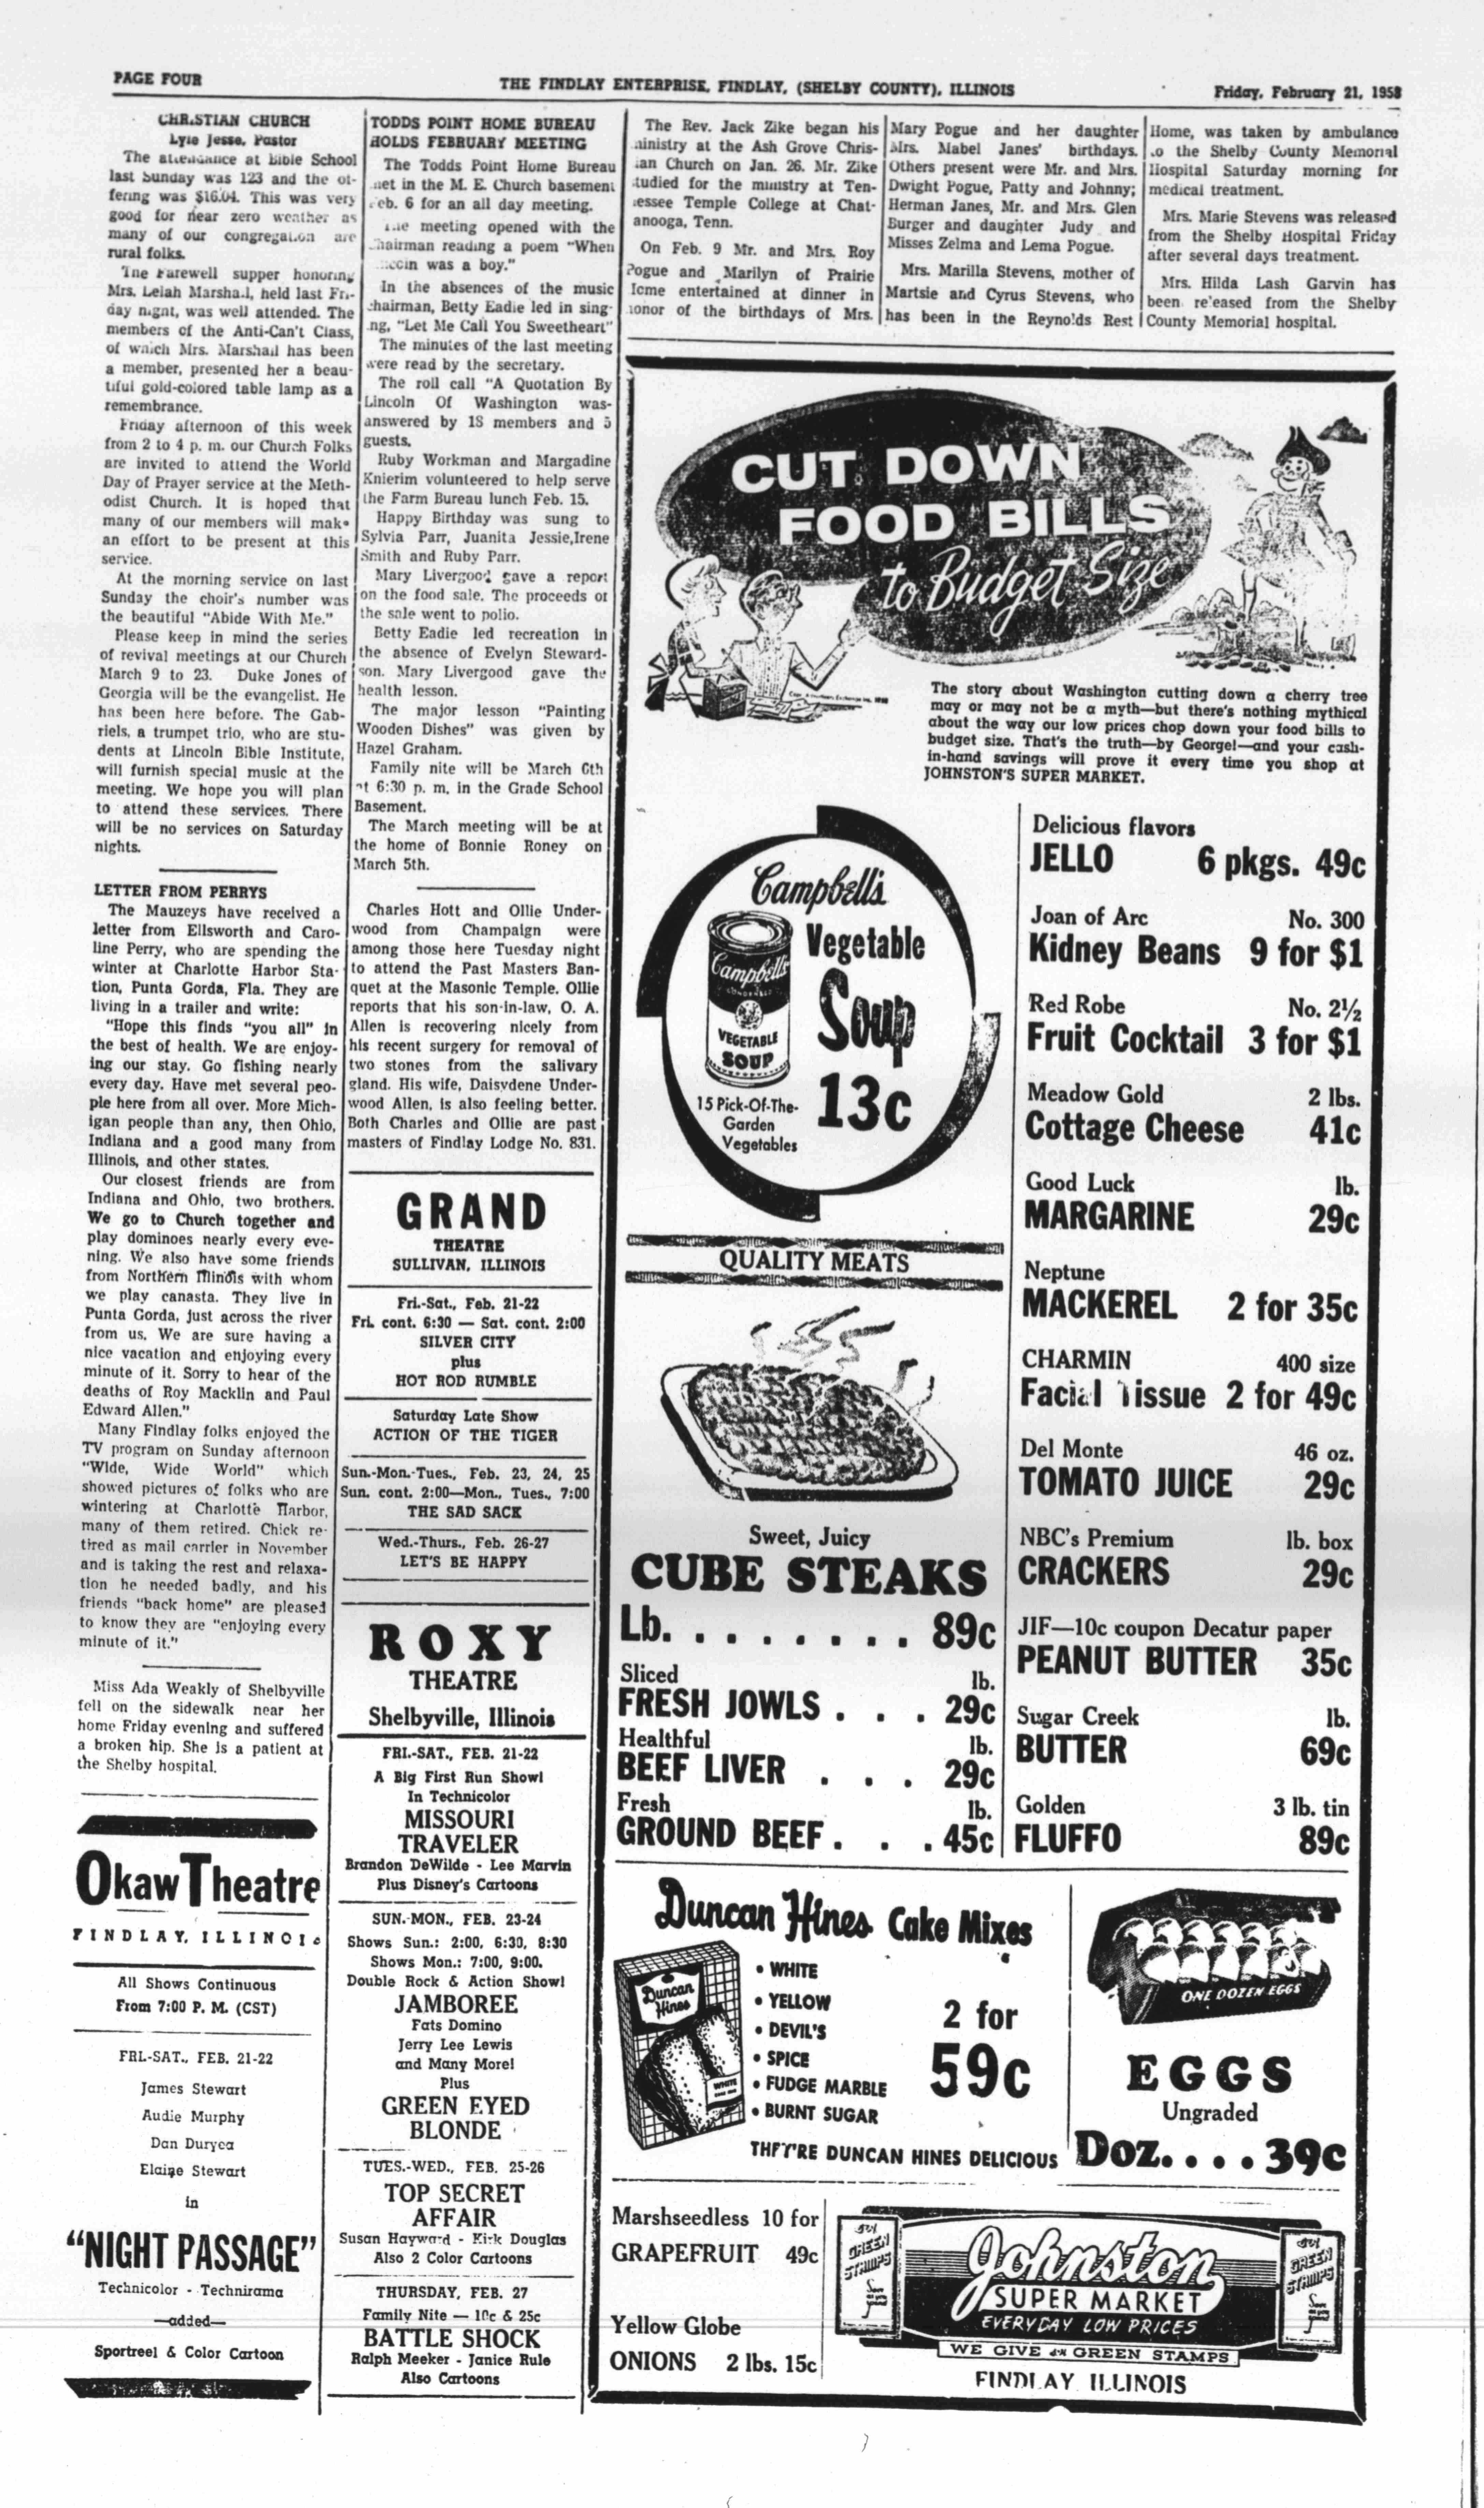 PAGE FOUR
THE FINDLAY ENTERPRISE, FINDLAY, (SHELBY COUNTY), ILLINOIS
Friday, February 21, 1958
CHRISTIAN CHURCH
Lyle Jesse, Pastor
The attendance at Bible School
last Sunday was 123 and the of-
fering was $16.04. This was very
good for near zero weather as
many of our congregation are
rural folks.
The Farewell supper honoring
Mrs. Leiah Marshall, held last Fri-
day night, was well attended. The
members of the Anti-Can't Class,
of which Mrs. Marshall has been
a member, presented her a beau-
tiful gold-colored table lamp as a
remembrance.
Friday afternoon of this week
from 2 to 4 p. m. our Church Folks
are invited to attend the World
Day of Prayer service at the Meth-
odist Church. It is hoped that
many of our members will make
an effort to be present at this
service.
At the morning service on last
Sunday the choir's number was
the beautiful "Abide With Me."
Please keep in mind the series
of revival meetings at our Church
March 9 to 23. Duke Jones of
Georgia will be the evangelist. He
has been here before. The Gab-
riels, a trumpet trio, who are stu-
dents at Lincoln Bible Institute,
will furnish special music at the
meeting. We hope you will plan
to attend these services. There
will be no services on Saturday
nights.
LETTER FROM PERRYS
The Mauzeys have received a
letter from Ellsworth and Caro-
line Perry, who are spending the
winter at Charlotte Harbor Sta-
tion, Punta Gorda, Fla. They are
living in a trailer and write:
"Hope this finds "you all" in
the best of health. We are enjoy-
ing our stay. Go fishing nearly
every day. Have met several peo-
ple here from all over. More Mich-
igan people than any, then Ohio,
Indiana and a good many from
Illinois, and other states.
Our closest friends are from
Indiana and Ohio, two brothers.
We go to Church together and
play dominoes nearly every eve-
ning. We also have some friends
from Northern Illinois with whom
we play canasta. They live in
Punta Gorda, just across the river
from us. We are sure having a
nice vacation and enjoying every
minute of it. Sorry to hear of the
deaths of Roy Macklin and Paul
Edward Allen."
Many Findlay folks enjoyed the
TV program on Sunday afternoon
"Wide, Wide World" which
showed pictures of folks who are
wintering at Charlotte Harbor,
many of them retired. Chick re-
tired as mail carrier in November
and is taking the rest and relaxa-
tion he needed badly, and his
friends "back home" are pleased
to know they are "enjoying every
minute of it."
Miss Ada Weakly of Shelbyville
fell on the sidewalk near her
home Friday evening and suffered
a broken hip. She is a patient at
the Shelby hospital.
Okaw Theatre
FINDLAY, ILLINOIS
All Shows Continuous
From 7:00 P. M. (CST)
FRI.-SAT., FEB. 21-22
James Stewart
Audie Murphy
Dan Duryea
Elaine Stewart
in
"NIGHT PASSAGE"
Technicolor - Technirama
—added—
Sportreel & Color Cartoon
TODDS POINT HOME BUREAU
HOLDS FEBRUARY MEETING
The Todds Point Home Bureau
met in the M. E. Church basement
Feb. 6 for an all day meeting.
The meeting opened with the
chairman reading a poem "When
Lincoln was a boy."
In the absences of the music
chairman, Betty Eadie led in sing-
ing, "Let Me Call You Sweetheart"
The minutes of the last meeting
were read by the secretary.
The roll call "A Quotation By
Lincoln Of Washington was-
answered by 18 members and 5
guests.
Ruby Workman and Margadine
Knierim volunteered to help serve
the Farm Bureau lunch Feb. 15.
Happy Birthday was sung to
Sylvia Parr, Juanita Jessie,Irene
Smith and Ruby Parr.
Mary Livergood gave a report
on the food sale. The proceeds of
the sale went to polio.
Betty Eadie led recreation in
the absence of Evelyn Steward-
son. Mary Livergood gave the
health lesson.
The major lesson "Painting
Wooden Dishes" was given by
Hazel Graham.
Family nite will be March 6th
at 6:30 p. m. in the Grade School
Basement.
The March meeting will be at
the home of Bonnie Roney on
March 5th.
Charles Hott and Ollie Under-
wood from Champaign were
among those here Tuesday night
to attend the Past Masters Ban-
quet at the Masonic Temple. Ollie
reports that his son-in-law, O. A.
Allen is recovering nicely from
his recent surgery for removal of
two stones from the salivary
gland. His wife, Daisydene Under-
wood Allen, is also feeling better.
Both Charles and Ollie are past
masters of Findlay Lodge No. 831.
GRAND
THEATRE
SULLIVAN, ILLINOIS
Fri.-Sat., Feb. 21-22
Fri. cont. 6:30 — Sat. cont. 2:00
SILVER CITY
plus
HOT ROD RUMBLE
Saturday Late Show
ACTION OF THE TIGER
Sun.-Mon.-Tues., Feb. 23, 24, 25
Sun. cont. 2:00—Mon., Tues., 7:00
THE SAD SACK
Wed.-Thurs., Feb. 26-27
LET'S BE HAPPY
ROXY
THEATRE
Shelbyville, Illinois
FRI.-SAT., FEB. 21-22
A Big First Run Show!
In Technicolor
MISSOURI
TRAVELER
Brandon DeWilde - Lee Marvin
Plus Disney's Cartoons
SUN.-MON., FEB. 23-24
Shows Sun.: 2:00, 6:30, 8:30
Shows Mon.: 7:00, 9:00.
Double Rock & Action Show!
JAMBOREE
Fats Domino
Jerry Lee Lewis
and Many More!
Plus
GREEN EYED
BLONDE
TUES.-WED., FEB. 25-26
TOP SECRET
AFFAIR
Susan Hayward - Kirk Douglas
Also 2 Color Cartoons
THURSDAY, FEB. 27
Family Nite — 10c & 25c
BATTLE SHOCK
Ralph Meeker - Janice Rule
Also Cartoons
The Rev. Jack Zike began his
ministry at the Ash Grove Chris-
tian Church on Jan. 26. Mr. Zike
studied for the ministry at Ten-
nessee Temple College at Chat-
anooga, Tenn.
On Feb. 9 Mr. and Mrs. Roy
Pogue and Marilyn of Prairie
Home entertained at dinner in
honor of the birthdays of Mrs.
Mary Pogue and her daughter
Mrs. Mabel Janes' birthdays.
Others present were Mr. and Mrs.
Dwight Pogue, Patty and Johnny;
Herman Janes, Mr. and Mrs. Glen
Burger and daughter Judy and
Misses Zelma and Lema Pogue.
Mrs. Marilla Stevens, mother of
Martsie and Cyrus Stevens, who
has been in the Reynolds Rest
Home, was taken by ambulance
to the Shelby County Memorial
Hospital Saturday morning for
medical treatment.
Mrs. Marie Stevens was released
from the Shelby Hospital Friday
after several days treatment.
Mrs. Hilda Lash Garvin has
been released from the Shelby
County Memorial hospital.
CUT DOWN
FOOD BILLS
to Budget Size
The story about Washington cutting down a cherry tree
may or may not be a myth—but there's nothing mythical
about the way our low prices chop down your food bills to
budget size. That's the truth—by George!—and your cash-
in-hand savings will prove it every time you shop at
JOHNSTON'S SUPER MARKET.
Campbell's
Vegetable
Soup
13c
Campbell's
CONDENSED
VEGETABLE
SOUP
15 Pick-Of-The-
Garden
Vegetables
QUALITY MEATS
Sweet, Juicy
CUBE STEAKS
Lb. . . . . . . . . 89c
Sliced lb.
FRESH JOWLS . . . 29c
Healthful lb.
BEEF LIVER . . . 29c
Fresh lb.
GROUND BEEF . . . 45c
Delicious flavors
JELLO 6 pkgs. 49c
Joan of Arc No. 300
Kidney Beans 9 for $1
Red Robe No. 2½
Fruit Cocktail 3 for $1
Meadow Gold 2 lbs.
Cottage Cheese 41c
Good Luck lb.
MARGARINE 29c
Neptune
MACKEREL 2 for 35c
CHARMIN 400 size
Facial Tissue 2 for 49c
Del Monte 46 oz.
TOMATO JUICE 29c
NBC's Premium lb. box
CRACKERS 29c
JIF—10c coupon Decatur paper
PEANUT BUTTER 35c
Sugar Creek lb.
BUTTER 69c
Golden 3 lb. tin
FLUFFO 89c
Duncan Hines Cake Mixes
Duncan
Hines
WHITE
• WHITE
• YELLOW
• DEVIL'S
• SPICE
• FUDGE MARBLE
• BURNT SUGAR
2 for
59c
THEY'RE DUNCAN HINES DELICIOUS
ONE DOZEN EGGS
EGGS
Ungraded
Doz. . . . 39c
Marshseedless 10 for
GRAPEFRUIT 49c
Yellow Globe
ONIONS 2 lbs. 15c
S&H
GREEN
STAMPS
Save
as
you
spend
Johnston
SUPER MARKET
EVERYDAY LOW PRICES
WE GIVE S&H GREEN STAMPS
S&H
GREEN
STAMPS
FINDLAY ILLINOIS